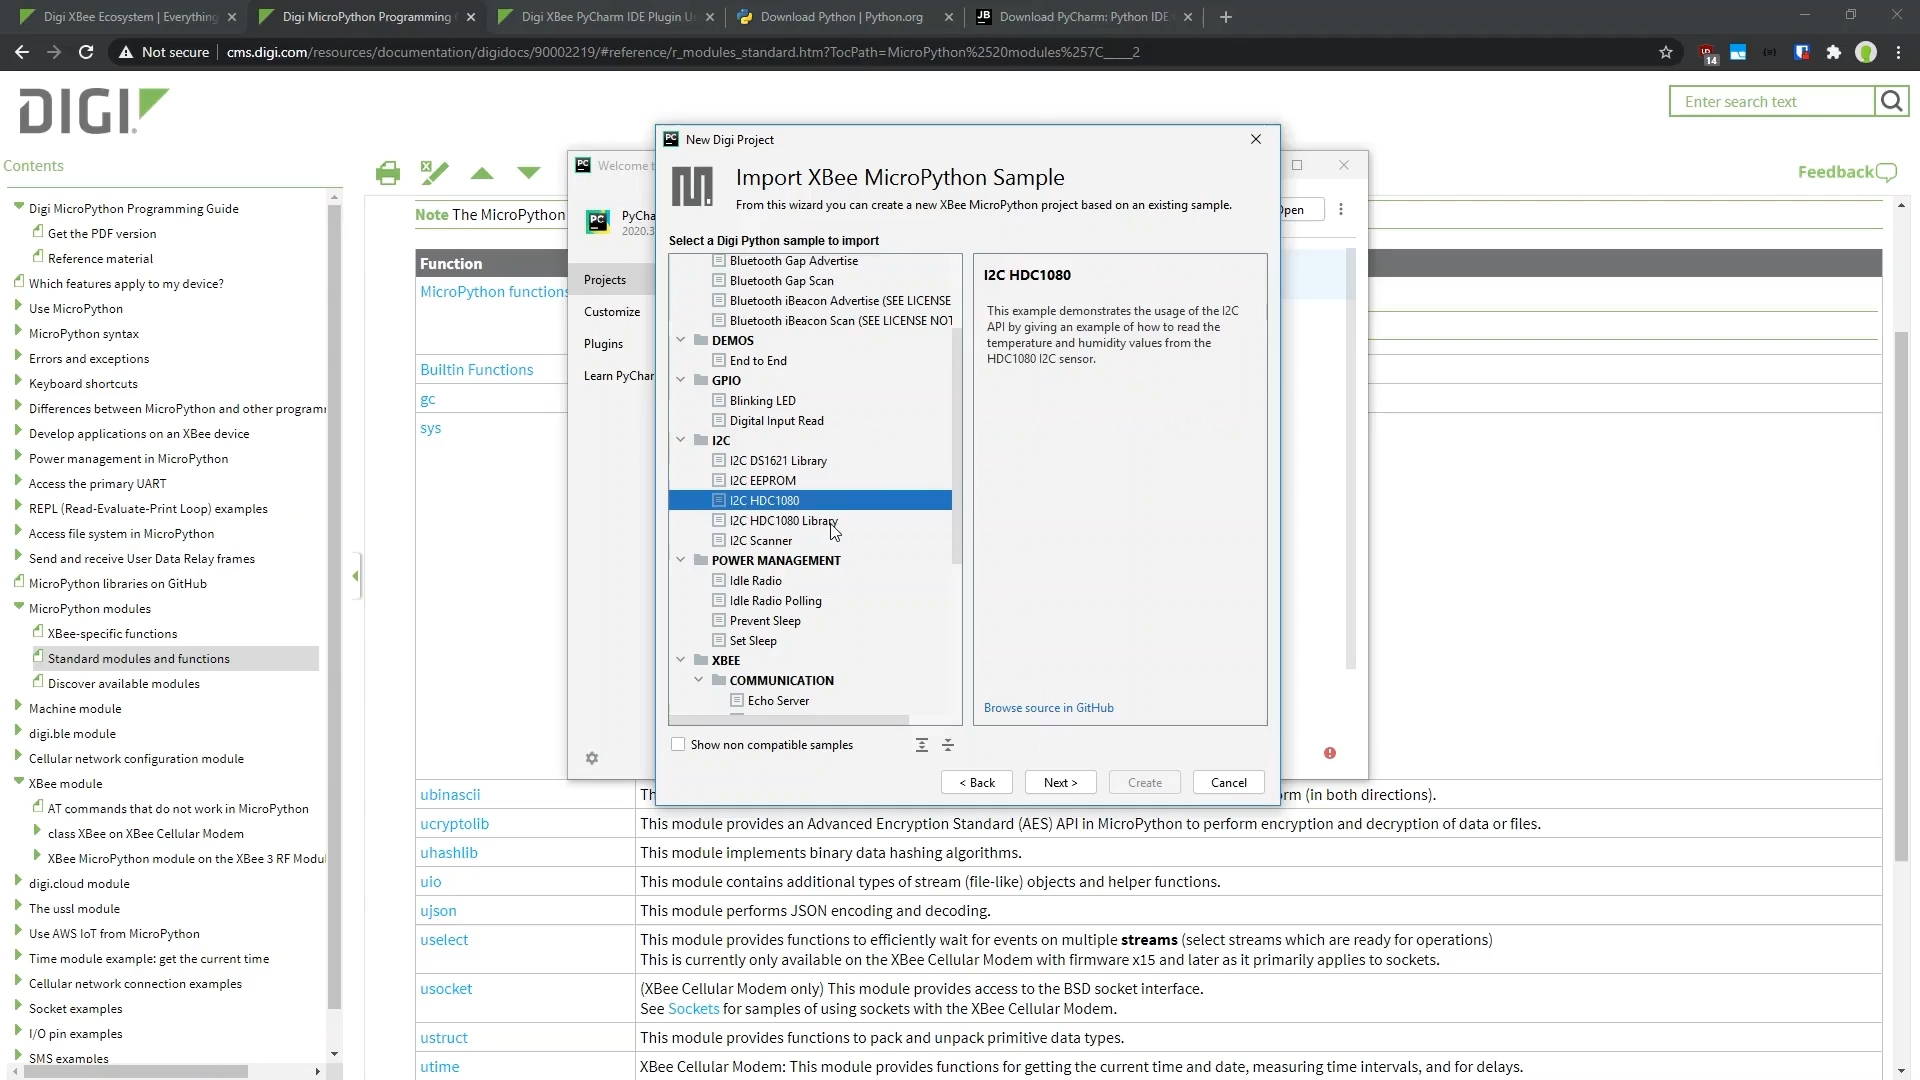 Digi XBee Ecosystem | Everything
Digi MicroPython Programming
Digi XBee PyCharm IDE Plugin U
Download Python | Python.org
Download PyCharm: Python IDE
Not secure
cms.digi.com/resources/documentation/digidocs/90002219/#reference/r_modules_standard.htm?TocPath=MicroPython%2520modules%257C____2
14
DIGI
Enter search text
Contents
Feedback
Digi MicroPython Programming Guide
Get the PDF version
Reference material
Which features apply to my device?
Use MicroPython
MicroPython syntax
Errors and exceptions
Keyboard shortcuts
Differences between MicroPython and other programm
Develop applications on an XBee device
Power management in MicroPython
Access the primary UART
REPL (Read-Evaluate-Print Loop) examples
Access file system in MicroPython
Send and receive User Data Relay frames
MicroPython libraries on GitHub
MicroPython modules
XBee-specific functions
Standard modules and functions
Discover available modules
Machine module
digi.ble module
Cellular network configuration module
XBee module
AT commands that do not work in MicroPython
class XBee on XBee Cellular Modem
XBee MicroPython module on the XBee 3 RF Modu
digi.cloud module
The ussl module
Use AWS IoT from MicroPython
Time module example: get the current time
Cellular network connection examples
Socket examples
I/O pin examples
SMS examples
Note The MicroPython
Function
MicroPython functions
Builtin Functions
gc
sys
PC Welcome t
PC PyCha
2020.3
Open
Projects
Customize
Plugins
Learn PyChar
PC New Digi Project
Import XBee MicroPython Sample
From this wizard you can create a new XBee MicroPython project based on an existing sample.
Select a Digi Python sample to import
Bluetooth Gap Advertise
Bluetooth Gap Scan
Bluetooth iBeacon Advertise (SEE LICENSE
Bluetooth iBeacon Scan (SEE LICENSE NOT
DEMOS
End to End
GPIO
Blinking LED
Digital Input Read
I2C
I2C DS1621 Library
I2C EEPROM
I2C HDC1080
I2C HDC1080 Library
I2C Scanner
POWER MANAGEMENT
Idle Radio
Idle Radio Polling
Prevent Sleep
Set Sleep
XBEE
COMMUNICATION
Echo Server
I2C HDC1080
This example demonstrates the usage of the I2C
API by giving an example of how to read the
temperature and humidity values from the
HDC1080 I2C sensor.
Browse source in GitHub
Show non compatible samples
< Back
Next >
Create
Cancel
ubinascii Th rm (in both directions).
ucryptolib This module provides an Advanced Encryption Standard (AES) API in MicroPython to perform encryption and decryption of data or files.
uhashlib This module implements binary data hashing algorithms.
uio This module contains additional types of stream (file-like) objects and helper functions.
ujson This module performs JSON encoding and decoding.
uselect This module provides functions to efficiently wait for events on multiple streams (select streams which are ready for operations)
This is currently only available on the XBee Cellular Modem with firmware x15 and later as it primarily applies to sockets.
usocket (XBee Cellular Modem only) This module provides access to the BSD socket interface.
See Sockets for samples of using sockets with the XBee Cellular Modem.
ustruct This module provides functions to pack and unpack primitive data types.
utime XBee Cellular Modem: This module provides functions for getting the current time and date, measuring time intervals, and for delays.